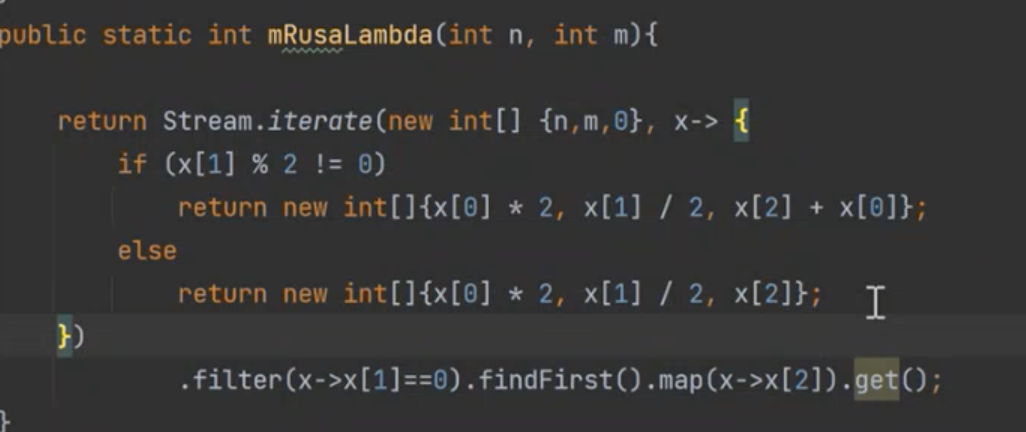 public static int mRusaLambda(int n, int m){
return Stream.iterate(new int[] {n,m,0}, x-> {
if (x[1] % 2 != 0)
return new int[]{x[0] * 2, x[1] / 2, x[2] + x[0]};
else
return new int[]{x[0] * 2, x[1] / 2, x[2]};
})
.filter(x->x[1]==0).findFirst().map(x->x[2]).get();
}